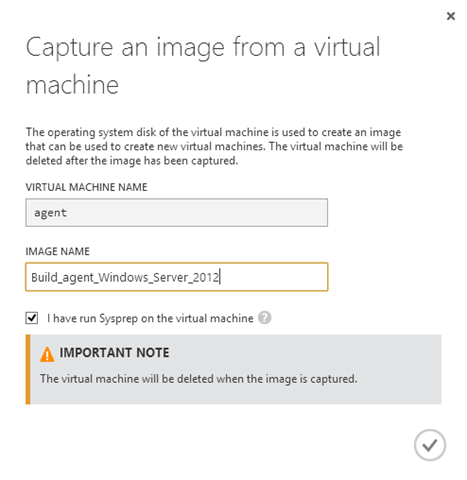 Capture an image from a virtual
machine
The operating system disk of the virtual machine is used to create an image
that can be used to create new virtual machines. The virtual machine will be
deleted after the image has been captured.
VIRTUAL MACHINE NAME
agent
IMAGE NAME
Build_agent_Windows_Server_2012
I have run Sysprep on the virtual machine ?
IMPORTANT NOTE
The virtual machine will be deleted when the image is captured.